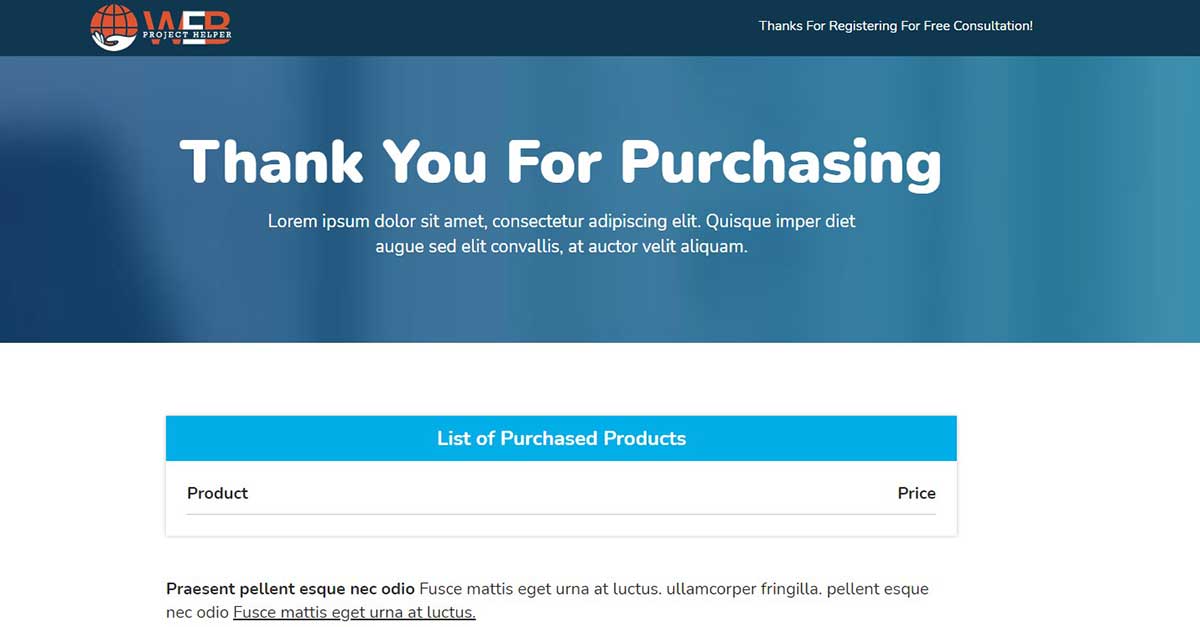 WEB
PROJECT HELPER
Thanks For Registering For Free Consultation!
Thank You For Purchasing
Lorem ipsum dolor sit amet, consectetur adipiscing elit. Quisque imper diet
augue sed elit convallis, at auctor velit aliquam.
List of Purchased Products
Product Price
Praesent pellent esque nec odio Fusce mattis eget urna at luctus. ullamcorper fringilla. pellent esque
nec odio Fusce mattis eget urna at luctus.